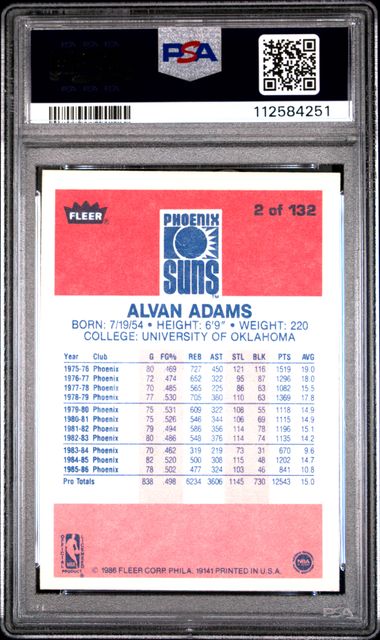 PSA
112584251
FLEER
2 of 132
PHOENIX
SUNS
ALVAN ADAMS
BORN: 7/19/54 • HEIGHT: 6'9" • WEIGHT: 220
COLLEGE: UNIVERSITY OF OKLAHOMA
Year Club G FG% REB AST STL BLK PTS AVG
1975-76 Phoenix 80 .469 727 450 121 116 1519 19.0
1976-77 Phoenix 72 .474 652 322 95 87 1296 18.0
1977-78 Phoenix 70 .485 565 225 86 63 1082 15.5
1978-79 Phoenix 77 .530 705 360 110 63 1369 17.8
1979-80 Phoenix 75 .531 609 322 108 55 1118 14.9
1980-81 Phoenix 75 .526 546 344 106 69 1115 14.9
1981-82 Phoenix 79 .494 586 356 114 78 1196 15.1
1982-83 Phoenix 80 .486 548 376 114 74 1135 14.2
1983-84 Phoenix 70 .462 319 219 73 31 670 9.6
1984-85 Phoenix 82 .520 500 308 115 48 1202 14.7
1985-86 Phoenix 78 .502 477 324 103 46 841 10.8
Pro Totals 838 .498 6234 3606 1145 730 12543 15.0
OFFICIAL LICENSED
NBA
PRODUCT
© 1986 FLEER CORP. PHILA. 19141 PRINTED IN U.S.A.
PSA